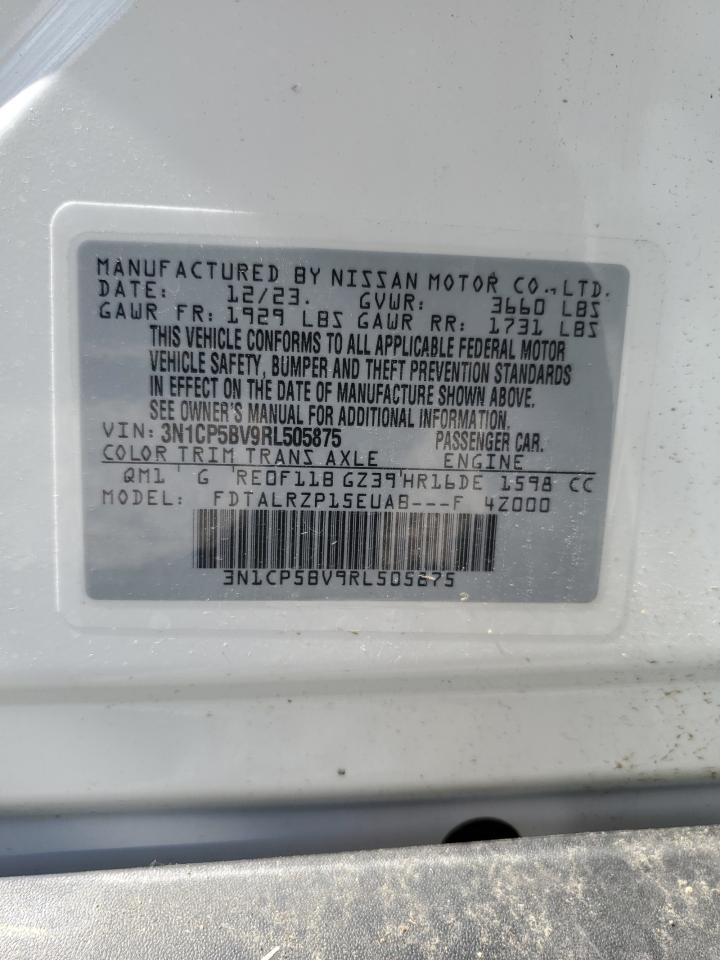 MANUFACTURED BY NISSAN MOTOR CO.,LTD.
DATE: 12/23. GVWR: 3660 LBS
GAWR FR: 1929 LBS GAWR RR: 1731 LBS
THIS VEHICLE CONFORMS TO ALL APPLICABLE FEDERAL MOTOR
VEHICLE SAFETY, BUMPER AND THEFT PREVENTION STANDARDS
IN EFFECT ON THE DATE OF MANUFACTURE SHOWN ABOVE.
SEE OWNER'S MANUAL FOR ADDITIONAL INFORMATION.
VIN: 3N1CP5BV9RL505875 PASSENGER CAR.
COLOR TRIM TRANS AXLE ENGINE
QM1 ' G 'RE0F11B GZ39'HR16DE 1598 CC
MODEL: FDTALRZP15EUAB---F 4Z000
3N1CP5BV9RL505875